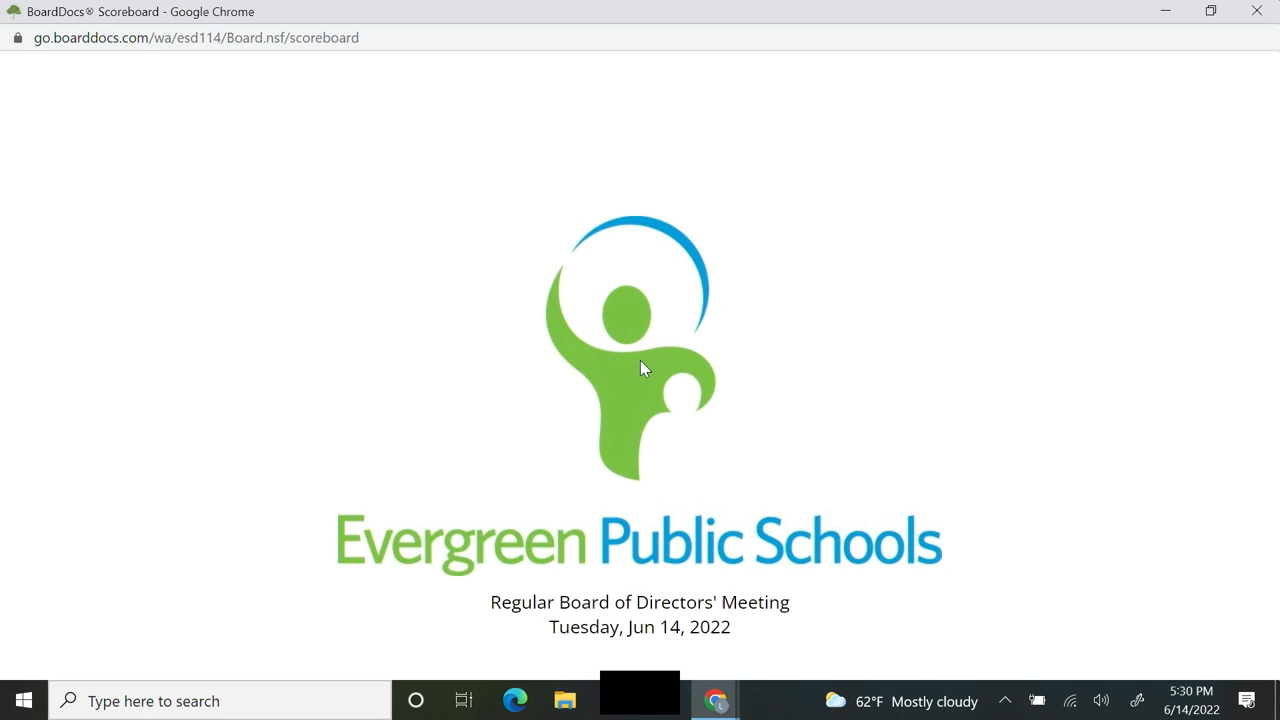 BoardDocs® Scoreboard - Google Chrome
go.boarddocs.com/wa/esd114/Board.nsf/scoreboard
Evergreen Public Schools
Regular Board of Directors' Meeting
Tuesday, Jun 14, 2022
Type here to search
L
62°F Mostly cloudy
5:30 PM
6/14/2022